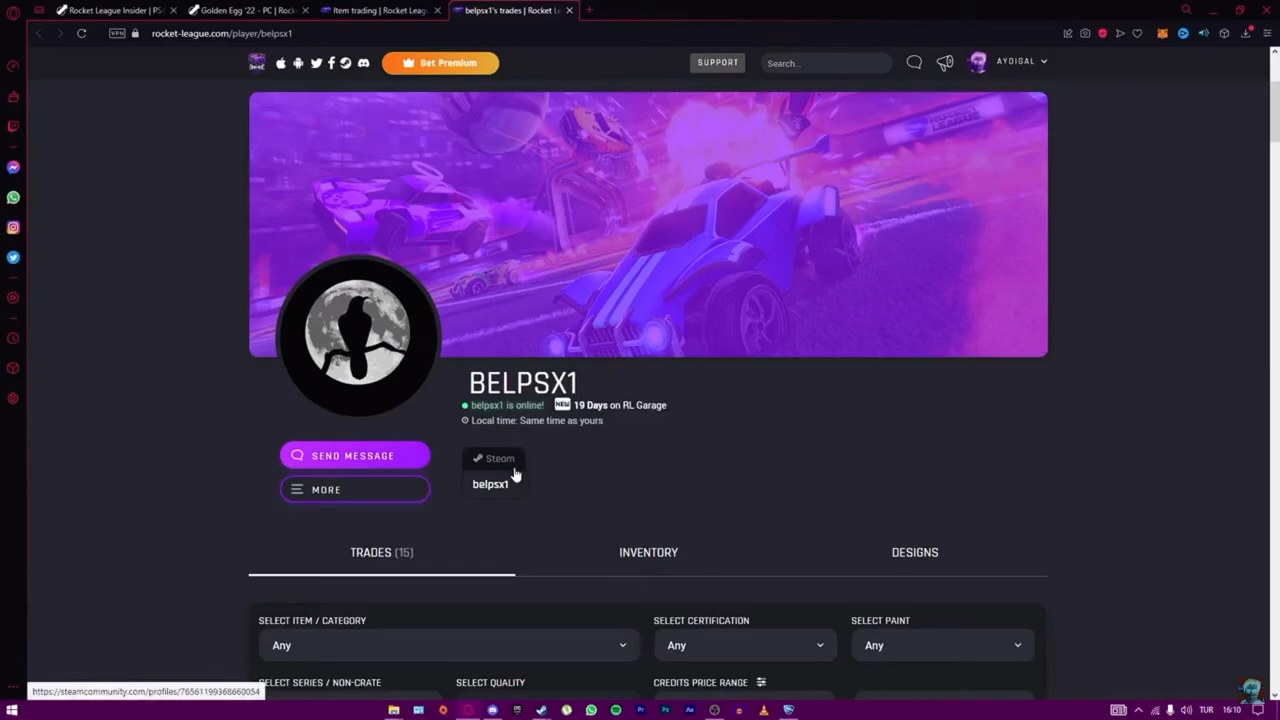 Rocket League Insider | PS
Golden Egg '22 - PC | Rock
Item trading | Rocket Leag
belpsx1's trades | Rocket L
VPN
rocket-league.com/player/belpsx1
Get Premium
SUPPORT
Search...
AYDIGAL
BELPSX1
belpsx1 is online! NEW 19 Days on RL Garage
Local time: Same time as yours
SEND MESSAGE
Steam
belpsx1
MORE
TRADES (15)
INVENTORY
DESIGNS
SELECT ITEM / CATEGORY
SELECT CERTIFICATION
SELECT PAINT
Any
Any
Any
SELECT SERIES / NON-CRATE
SELECT QUALITY
CREDITS PRICE RANGE
https://steamcommunity.com/profiles/76561199368660054
TUR
16:10